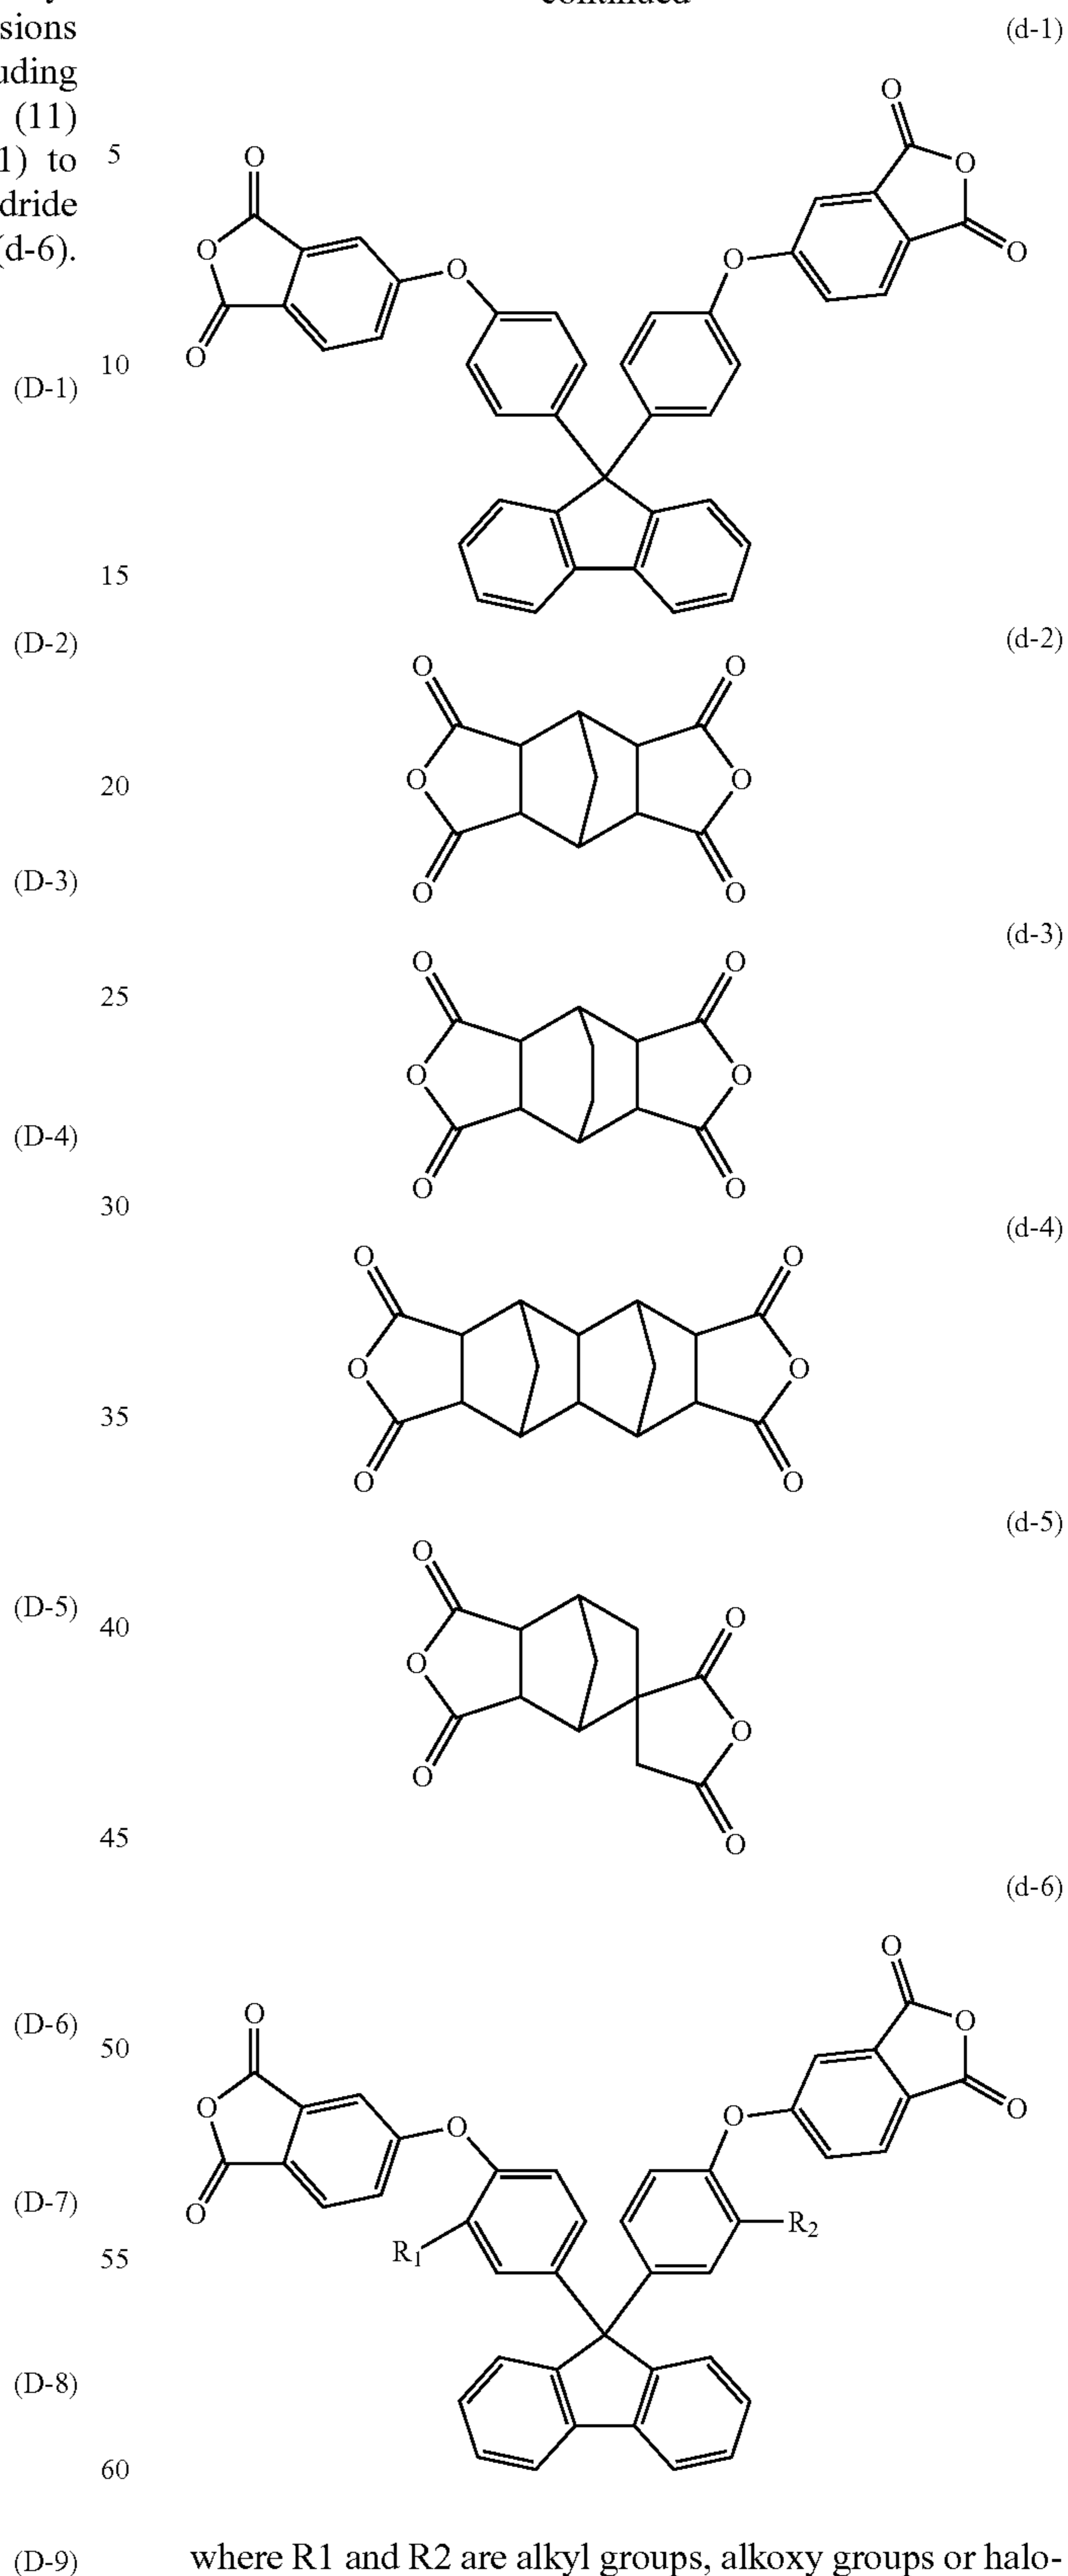 sions
uding
(11)
1) to
dride
(d-6).
(D-1)
(D-2)
(D-3)
(D-4)
(D-5)
(D-6)
(D-7)
(D-8)
(D-9)
-continued
(d-1)
5
O
O
O
O
O
O
O
O
10
15
(d-2)
O
O
O
O
20
O
O
(d-3)
O
O
25
O
O
O
O
30
(d-4)
O
O
O
O
35
O
O
(d-5)
O
40
O
O
O
O
45
O
(d-6)
O
O
O
50
O
O
O
O
O
R1
R2
55
60
where R1 and R2 are alkyl groups, alkoxy groups or halo-